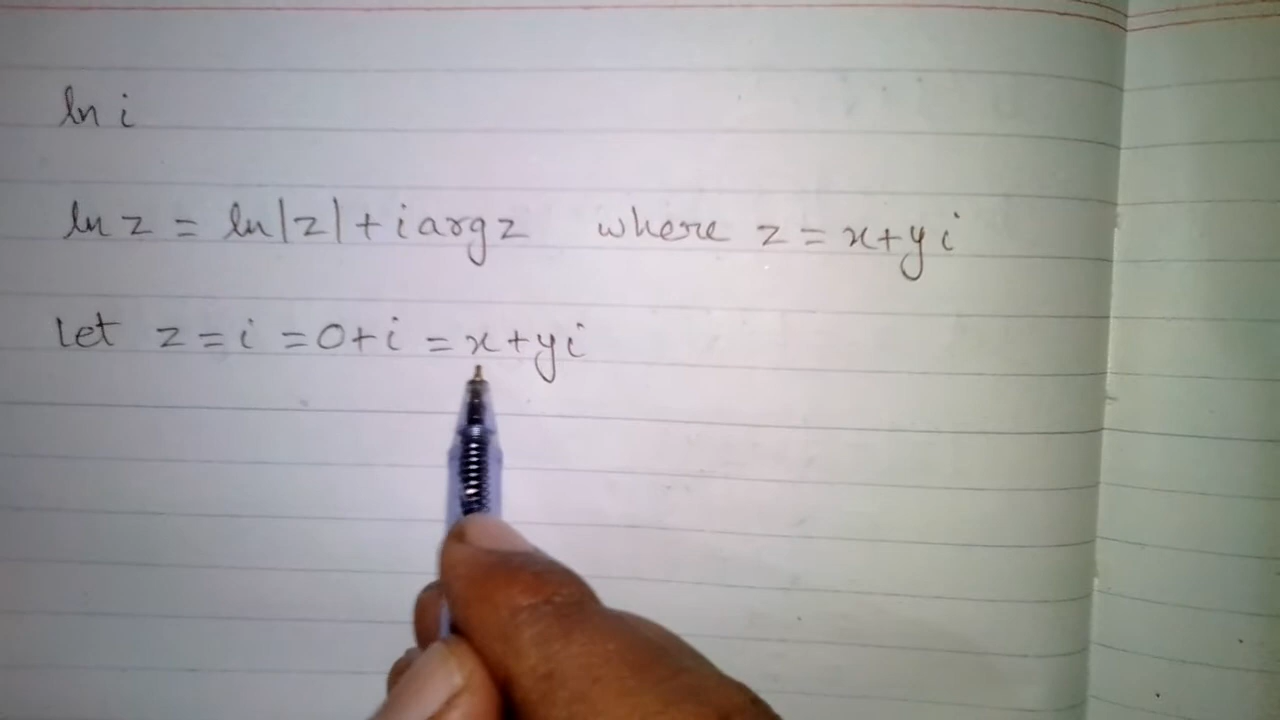 ln i
ln z = ln|z| + i arg z where z = x+yi
Let z = i = 0+i = x+yi